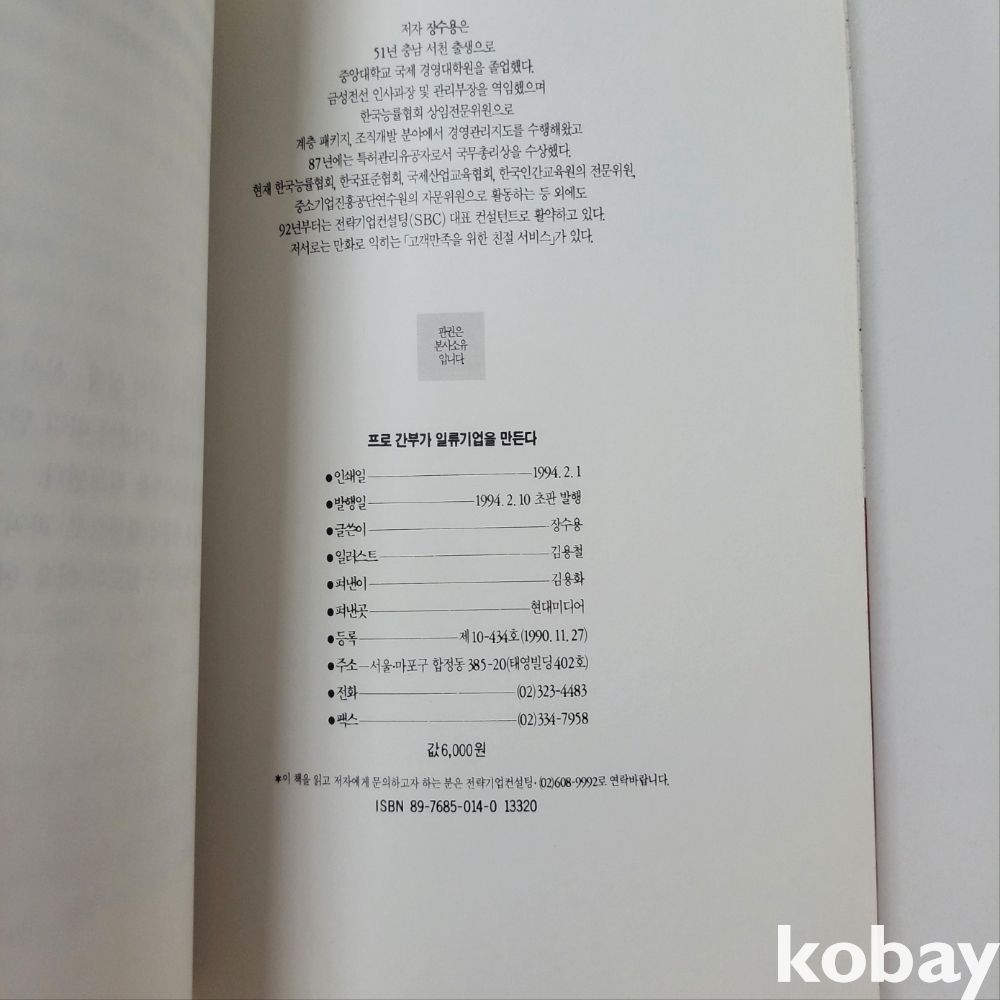 저자 장수용은
51년 충남 서천 출생으로
중앙대학교 국제 경영대학원을 졸업했다.
금성전선 인사과장 및 관리부장을 역임했으며
한국능률협회 상임전문위원으로
계층 패키지, 조직개발 분야에서 경영관리지도를 수행해왔고
87년에는 특허관리유공자로서 국무총리상을 수상했다.
현재 한국능률협회, 한국표준협회, 국제산업교육협회, 한국인간교육원의 전문위원,
중소기업진흥공단연수원의 자문위원으로 활동하는 등 외에도
92년부터는 전략기업컨설팅(SBC) 대표 컨설턴트로 활약하고 있다.
저서로는 만화로 익히는 「고객만족을 위한 친절 서비스」가 있다.
판권은
본사소유
입니다
프로 간부가 일류기업을 만든다
●인쇄일—1994. 2. 1
●발행일—1994. 2. 10 초판 발행
●글쓴이—장수용
●일러스트—김용철
●펴낸이—김용화
●펴낸곳—현대미디어
●등록—제10-434호(1990. 11. 27)
●주소—서울·마포구 합정동 385-20(태영빌딩 402호)
●전화—(02)323-4483
●팩스—(02)334-7958
값 6,000원
*이 책을 읽고 저자에게 문의하고자 하는 분은 전략기업컨설팅·(02)608-9992로 연락바랍니다.
ISBN 89-7685-014-0 13320
kobay